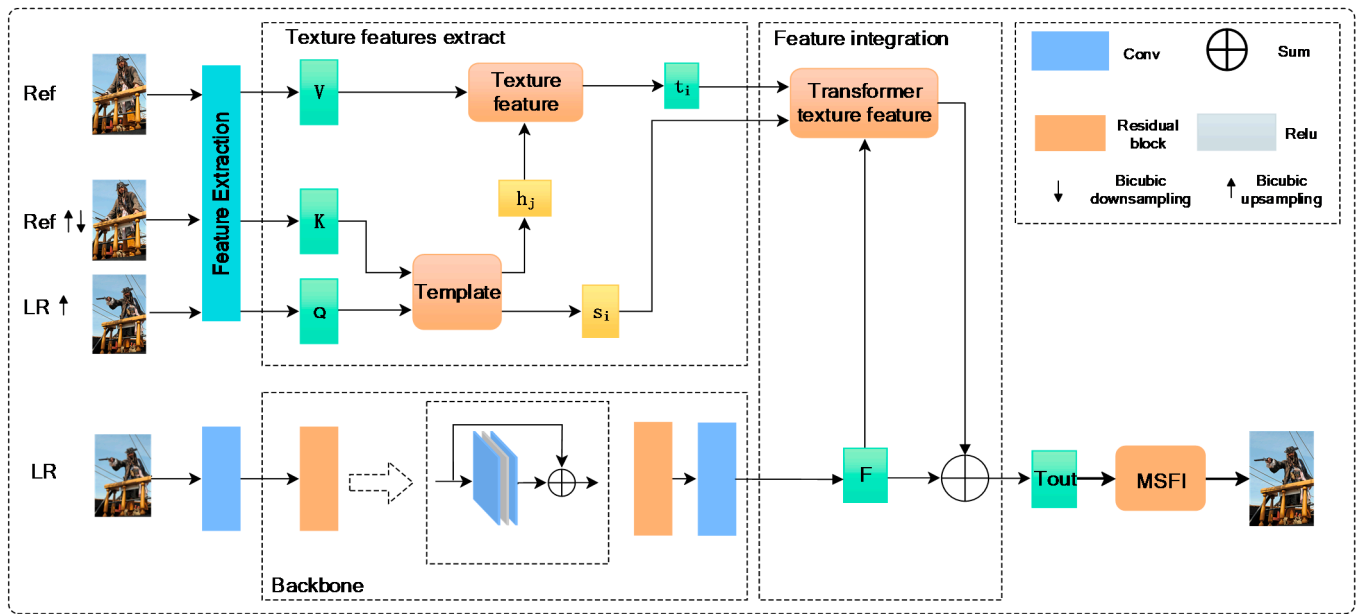 Texture features extract
Feature integration
Conv
Sum
Residual
block
Relu
Bicubic
downsampling
Bicubic
upsampling
Ref
Feature Extraction
V
Texture
feature
t_i
Transformer
texture feature
h_j
Ref ↑↓
K
LR ↑
Q
Template
s_i
LR
F
Tout
MSFI
Backbone